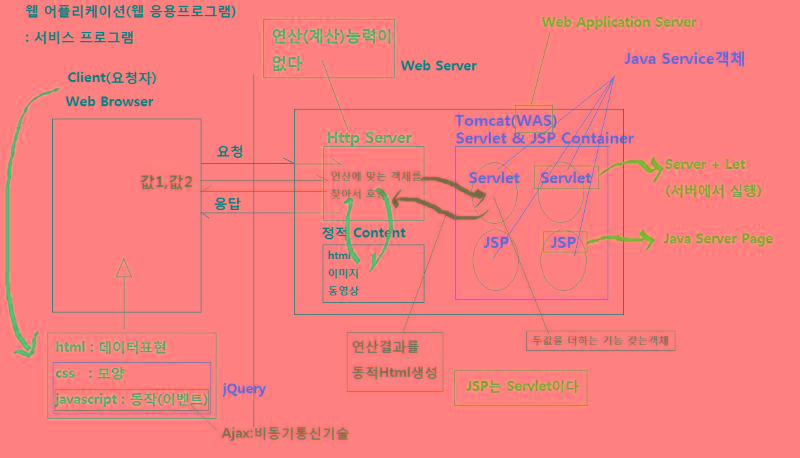 웹 어플리케이션(웹 응용프로그램)
: 서비스 프로그램
Client(요청자)
Web Browser
연산(계산)능력이
없다
Web Server
Web Application Server
Java Service객체
Http Server
Tomcat(WAS)
Servlet & JSP Container
요청
값1,값2
응답
연산에 맞는 객체를
찾아서 호출
Servlet
Servlet
Server + Let
(서버에서 실행)
정적 Content
html
이미지
동영상
JSP
JSP
Java Server Page
html : 데이터표현
css : 모양
javascript : 동작(이벤트)
jQuery
Ajax:비동기통신기술
연산결과를
동적Html생성
두값을 더하는 기능 갖는객체
JSP는 Servlet이다